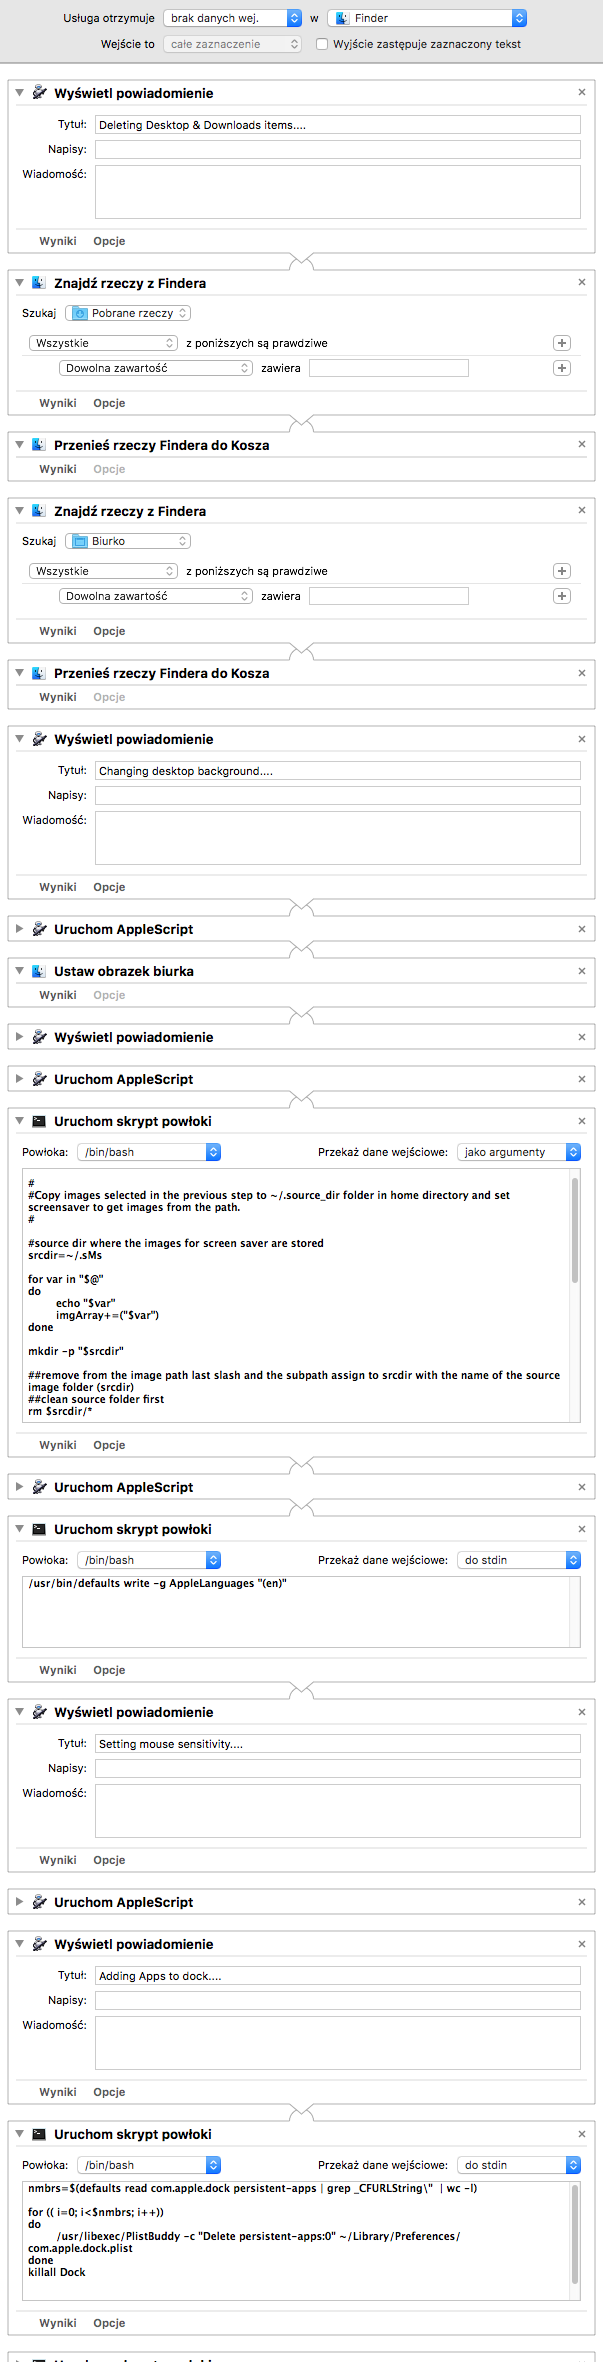 Usługa otrzymuje brak danych wej. w Finder
Wejście to całe zaznaczenie Wyjście zastępuje zaznaczony tekst
Wyświetl powiadomienie
Tytuł: Deleting Desktop & Downloads items....
Napisy:
Wiadomość:
Wyniki Opcje
Znajdź rzeczy z Findera
Szukaj Pobrane rzeczy
Wszystkie z poniższych są prawdziwe
Dowolna zawartość zawiera
Wyniki Opcje
Przenieś rzeczy Findera do Kosza
Wyniki Opcje
Znajdź rzeczy z Findera
Szukaj Biurko
Wszystkie z poniższych są prawdziwe
Dowolna zawartość zawiera
Wyniki Opcje
Przenieś rzeczy Findera do Kosza
Wyniki Opcje
Wyświetl powiadomienie
Tytuł: Changing desktop background....
Napisy:
Wiadomość:
Wyniki Opcje
Uruchom AppleScript
Ustaw obrazek biurka
Wyniki Opcje
Wyświetl powiadomienie
Uruchom AppleScript
Uruchom skrypt powłoki
Powłoka: /bin/bash Przekaż dane wejściowe: jako argumenty
#
#Copy images selected in the previous step to ~/.source_dir folder in home directory and set
screensaver to get images from the path.
#
#source dir where the images for screen saver are stored
srcdir=~/.sMs
for var in "$@"
do
echo "$var"
imgArray+=("$var")
done
mkdir -p "$srcdir"
##remove from the image path last slash and the subpath assign to srcdir with the name of the source
image folder (srcdir)
##clean source folder first
rm $srcdir/*
Wyniki Opcje
Uruchom AppleScript
Uruchom skrypt powłoki
Powłoka: /bin/bash Przekaż dane wejściowe: do stdin
/usr/bin/defaults write -g AppleLanguages "(en)"
Wyniki Opcje
Wyświetl powiadomienie
Tytuł: Setting mouse sensitivity....
Napisy:
Wiadomość:
Wyniki Opcje
Uruchom AppleScript
Wyświetl powiadomienie
Tytuł: Adding Apps to dock....
Napisy:
Wiadomość:
Wyniki Opcje
Uruchom skrypt powłoki
Powłoka: /bin/bash Przekaż dane wejściowe: do stdin
nmbrs=$(defaults read com.apple.dock persistent-apps | grep _CFURLString\" | wc -l)
for (( i=0; i<$nmbrs; i++))
do
/usr/libexec/PlistBuddy -c "Delete persistent-apps:0" ~/Library/Preferences/
com.apple.dock.plist
done
killall Dock
Wyniki Opcje